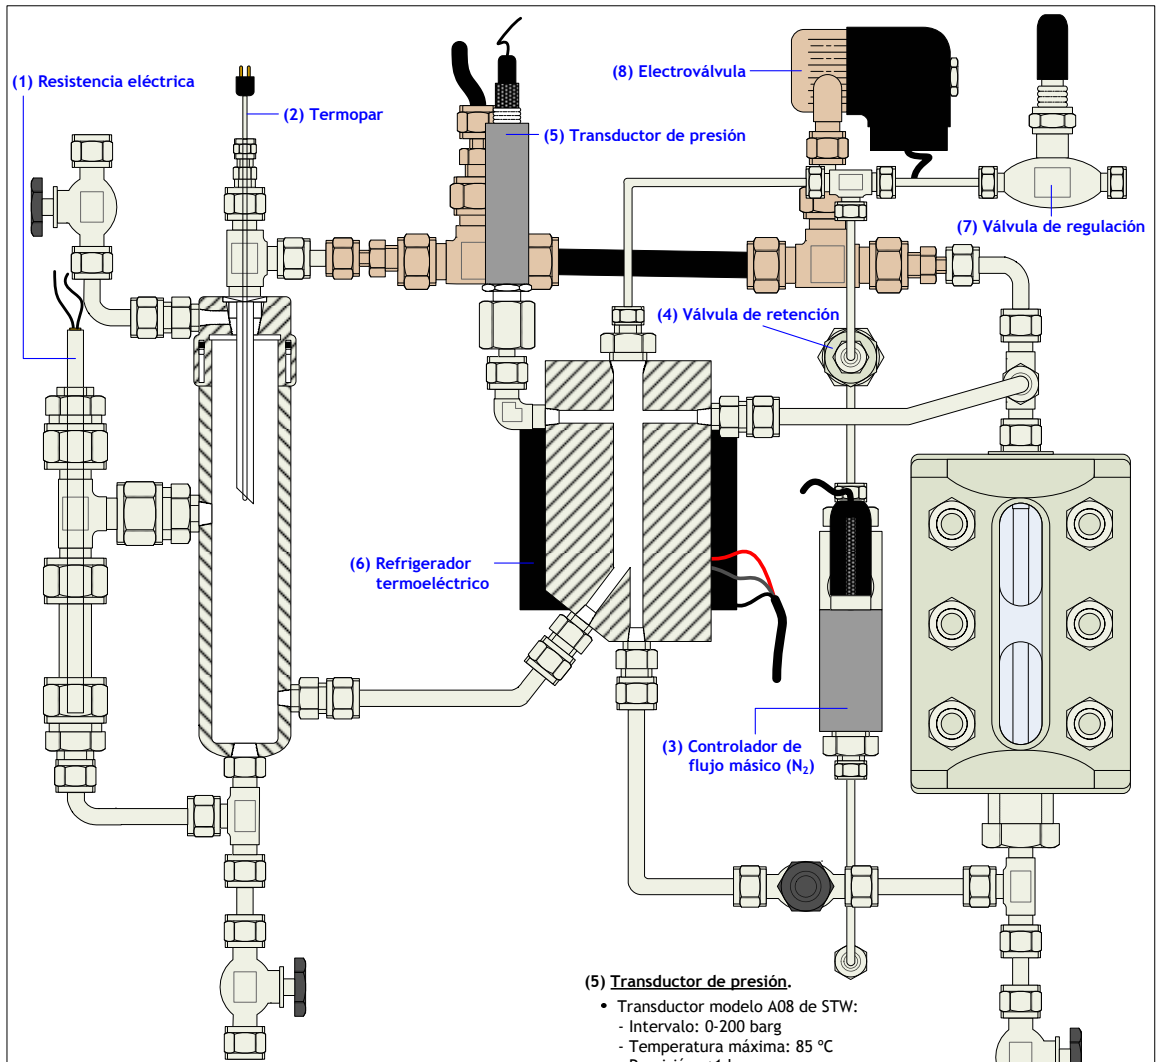 (1) Resistencia eléctrica
(2) Termopar
(5) Transductor de presión
(8) Electroválvula
(7) Válvula de regulación
(4) Válvula de retención
(6) Refrigerador
termoeléctrico
(3) Controlador de
flujo másico (N₂)
(5) Transductor de presión.
• Transductor modelo A08 de STW:
- Intervalo: 0-200 barg
- Temperatura máxima: 85 ºC